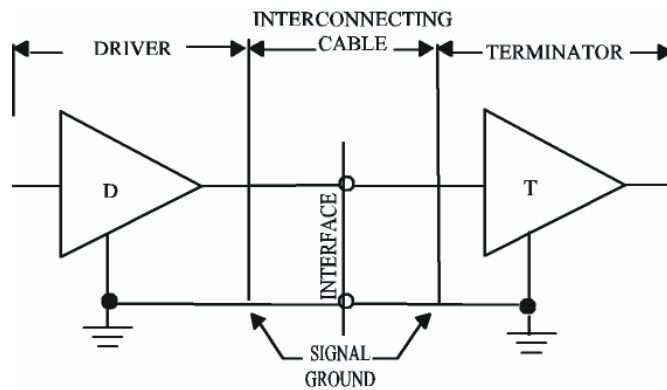 INTERCONNECTING
DRIVER
CABLE
TERMINATOR
D
T
INTERFACE
SIGNAL
GROUND